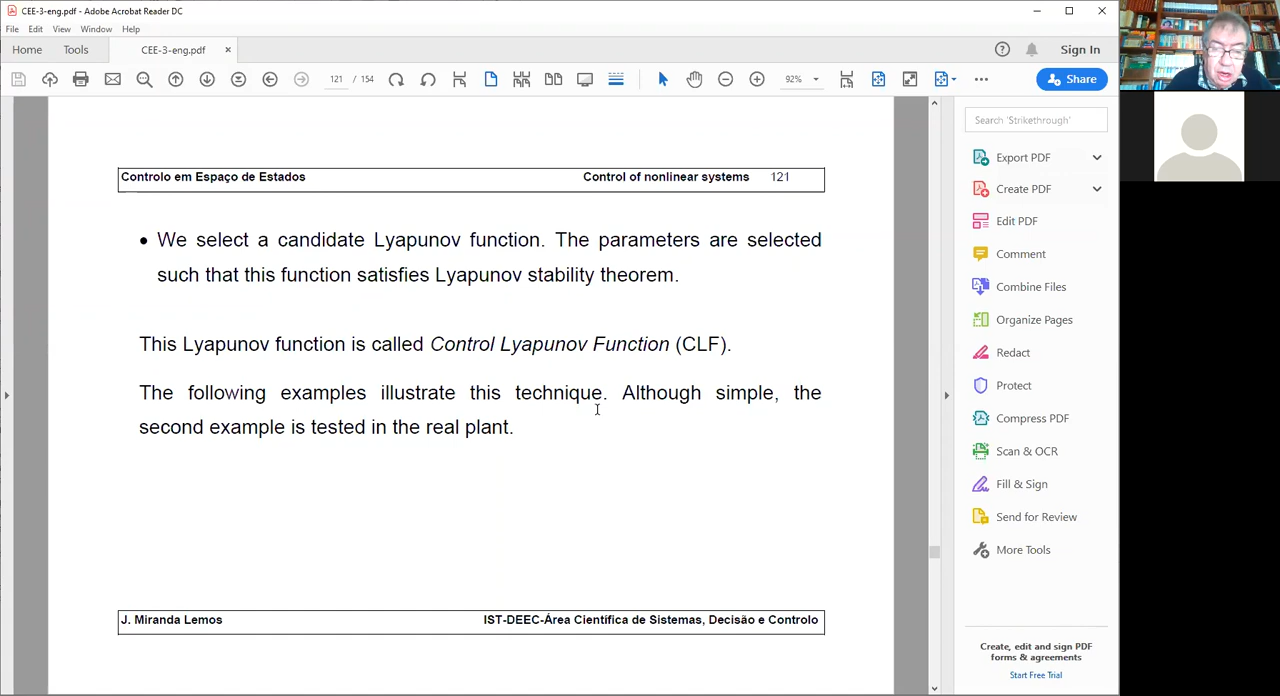 CEE-3-eng.pdf - Adobe Acrobat Reader DC
File Edit View Window Help
Home Tools CEE-3-eng.pdf × Sign In
121 / 154 92% Share
Search 'Strikethrough'
Controlo em Espaço de Estados Control of nonlinear systems 121
• We select a candidate Lyapunov function. The parameters are selected
such that this function satisfies Lyapunov stability theorem.
This Lyapunov function is called Control Lyapunov Function (CLF).
The following examples illustrate this technique. Although simple, the
second example is tested in the real plant.
J. Miranda Lemos IST-DEEC-Área Científica de Sistemas, Decisão e Controlo
Export PDF
Create PDF
Edit PDF
Comment
Combine Files
Organize Pages
Redact
Protect
Compress PDF
Scan & OCR
Fill & Sign
Send for Review
More Tools
Create, edit and sign PDF
forms & agreements
Start Free Trial